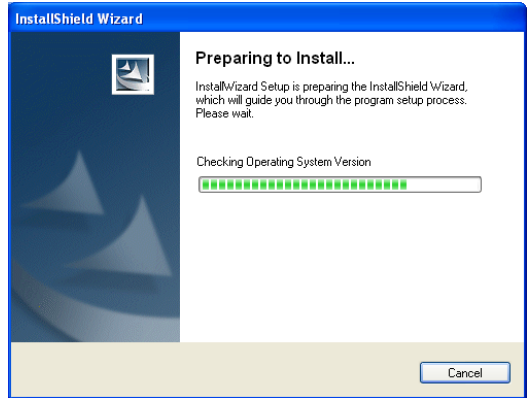 InstallShield Wizard
Preparing to Install...
InstallWizard Setup is preparing the InstallShield Wizard,
which will guide you through the program setup process.
Please wait.
Checking Operating System Version
Cancel